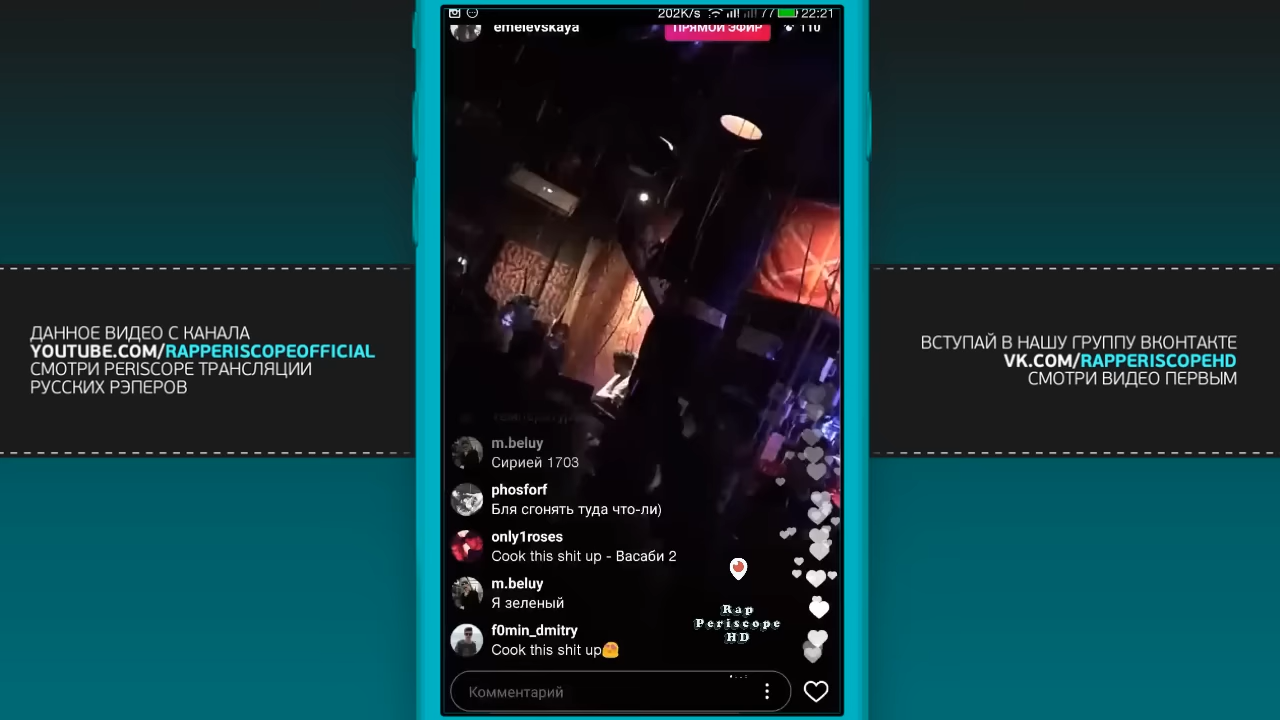 202K/s 77 22:21
emelevskaya ПРЯМОЙ ЭФИР 110
ДАННОЕ ВИДЕО С КАНАЛА
YOUTUBE.COM/RAPPERISCOPEOFFICIAL
СМОТРИ PERISCOPE ТРАНСЛЯЦИИ
РУССКИХ РЭПЕРОВ
ВСТУПАЙ В НАШУ ГРУППУ ВКОНТАКТЕ
VK.COM/RAPPERISCOPEHD
СМОТРИ ВИДЕО ПЕРВЫМ
m.beluy
Сирией 1703
phosforf
Бля сгонять туда что-ли)
only1roses
Cook this shit up - Васаби 2
m.beluy
Я зеленый
f0min_dmitry
Cook this shit up😍
Rap
Periscope
HD
Комментарий